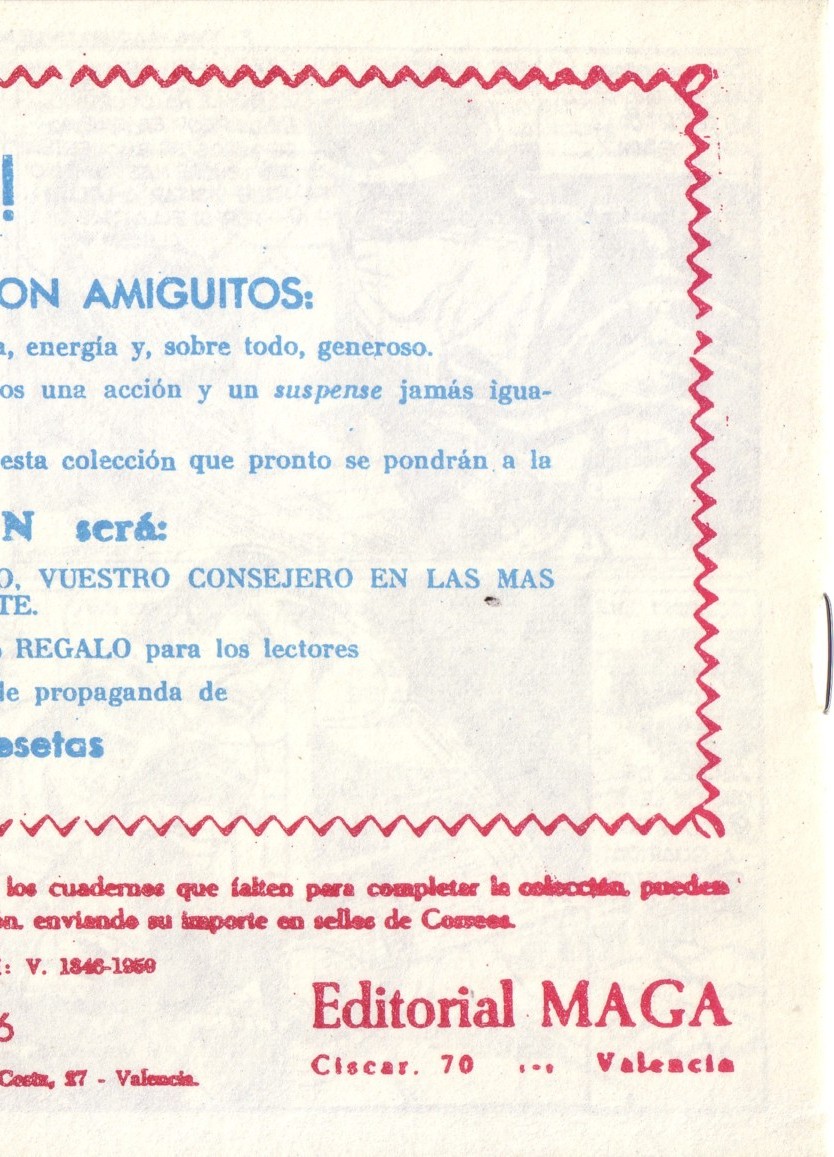 !
ON AMIGUITOS:
a, energía y, sobre todo, generoso.
os una acción y un suspense jamás igua-
esta colección que pronto se pondrán a la
N será:
O, VUESTRO CONSEJERO EN LAS MAS
TE.
REGALO para los lectores
de propaganda de
esetas
los cuadernos que falten para completar la colección, pueden
on. enviando su importe en sellos de Correos.
: V. 1846-1959
6
Editorial MAGA
Costa, 27 - Valencia.
Ciscar. 70 --- Valencia